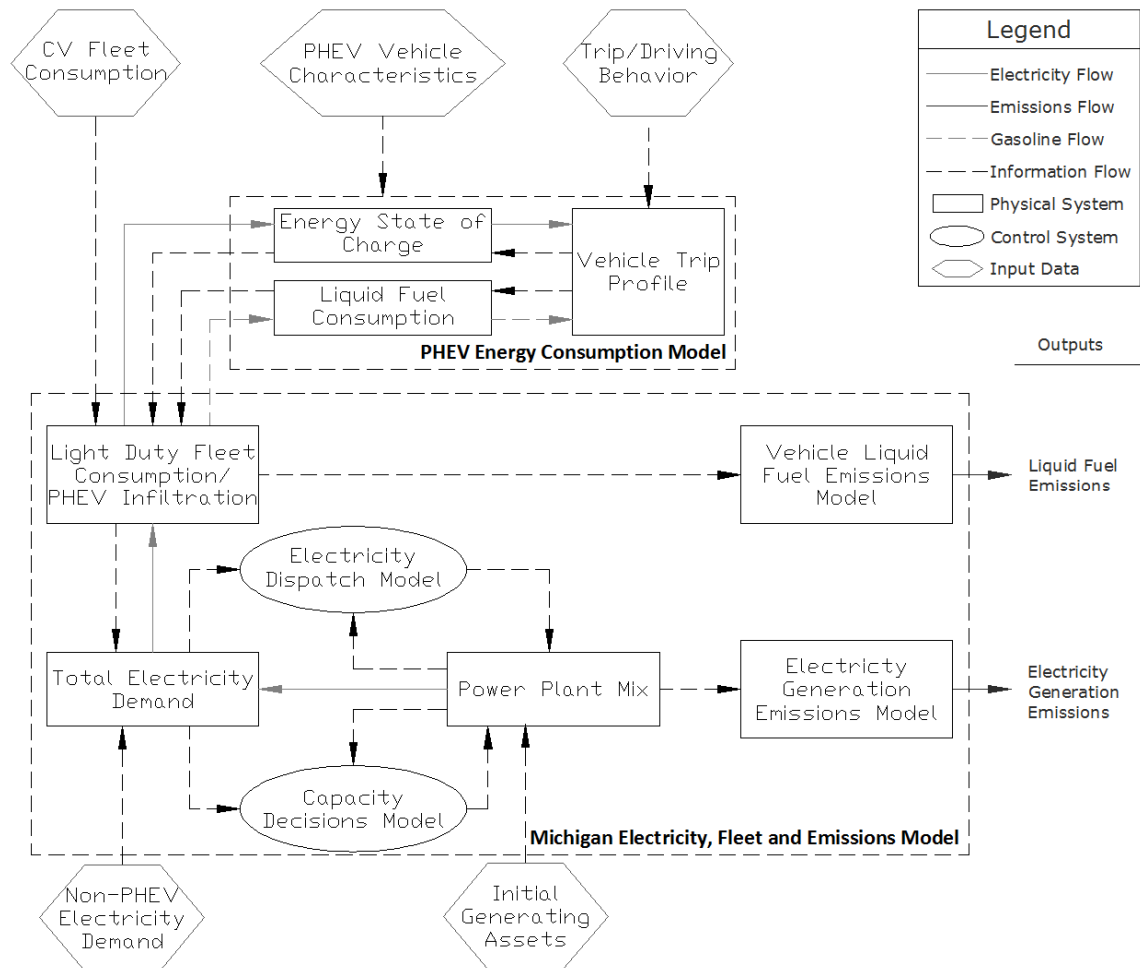 CV Fleet
Consumption
PHEV Vehicle
Characteristics
Trip/Driving
Behavior
Legend
Electricity Flow
Emissions Flow
Gasoline Flow
Information Flow
Physical System
Control System
Input Data
Energy State of
Charge
Liquid Fuel
Consumption
Vehicle Trip
Profile
PHEV Energy Consumption Model
Outputs
Light Duty Fleet
Consumption/
PHEV Infiltration
Vehicle Liquid
Fuel Emissions
Model
Liquid Fuel
Emissions
Electricity
Dispatch Model
Total Electricity
Demand
Power Plant Mix
Electricty
Generation
Emissions Model
Electricity
Generation
Emissions
Capacity
Decisions Model
Michigan Electricity, Fleet and Emissions Model
Non-PHEV
Electricity
Demand
Initial
Generating
Assets